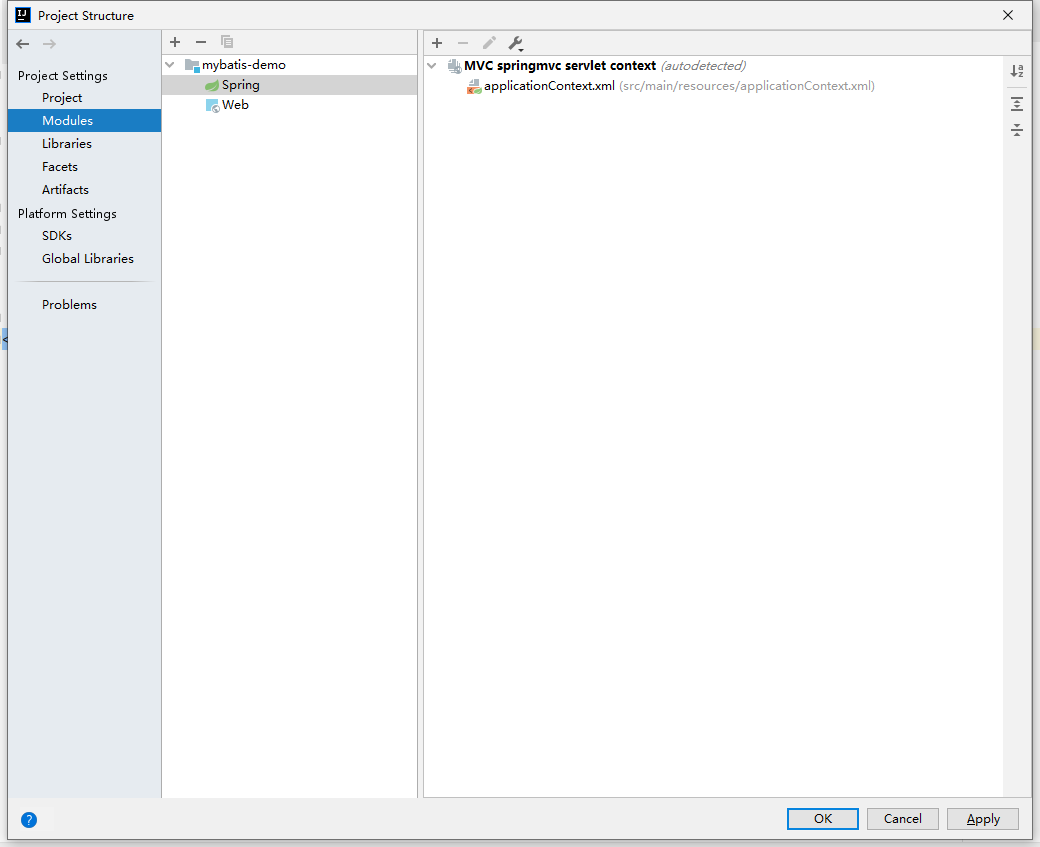 Project Structure
Project Settings
Project
Modules
Libraries
Facets
Artifacts
Platform Settings
SDKs
Global Libraries
Problems
mybatis-demo
Spring
Web
MVC springmvc servlet context (autodetected)
applicationContext.xml (src/main/resources/applicationContext.xml)
OK
Cancel
Apply